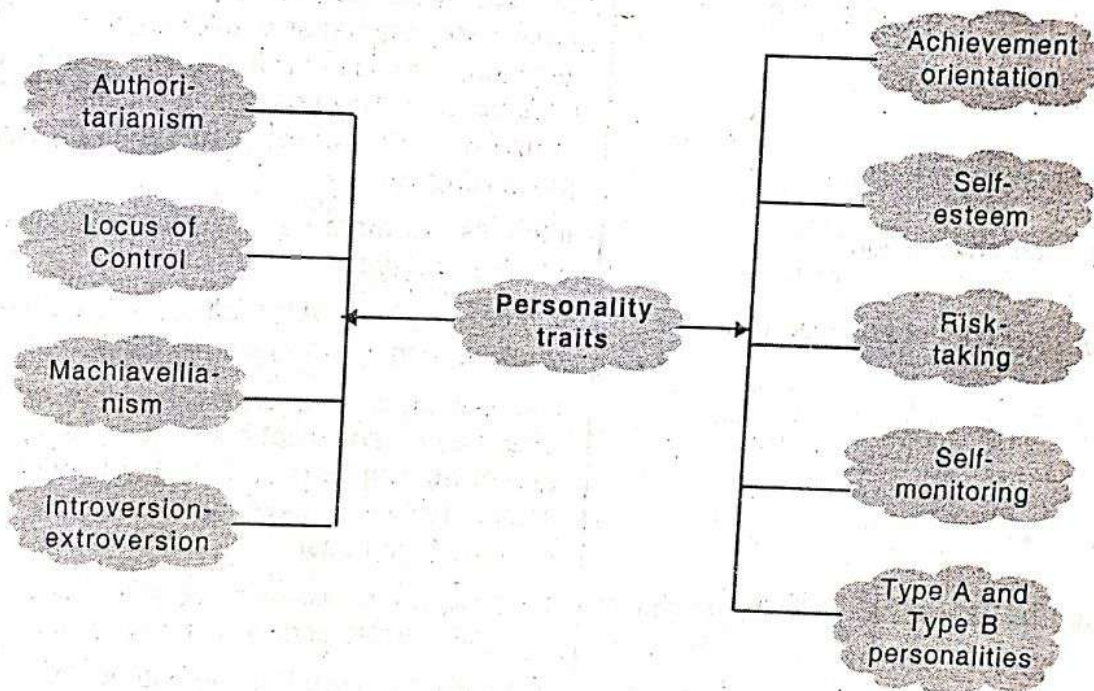 Authori-
tarianism
Locus of
Control
Machiavellia-
nism
Introversion-
extroversion
Personality
traits
Achievement
orientation
Self-
esteem
Risk-
taking
Self-
monitoring
Type A and
Type B
personalities